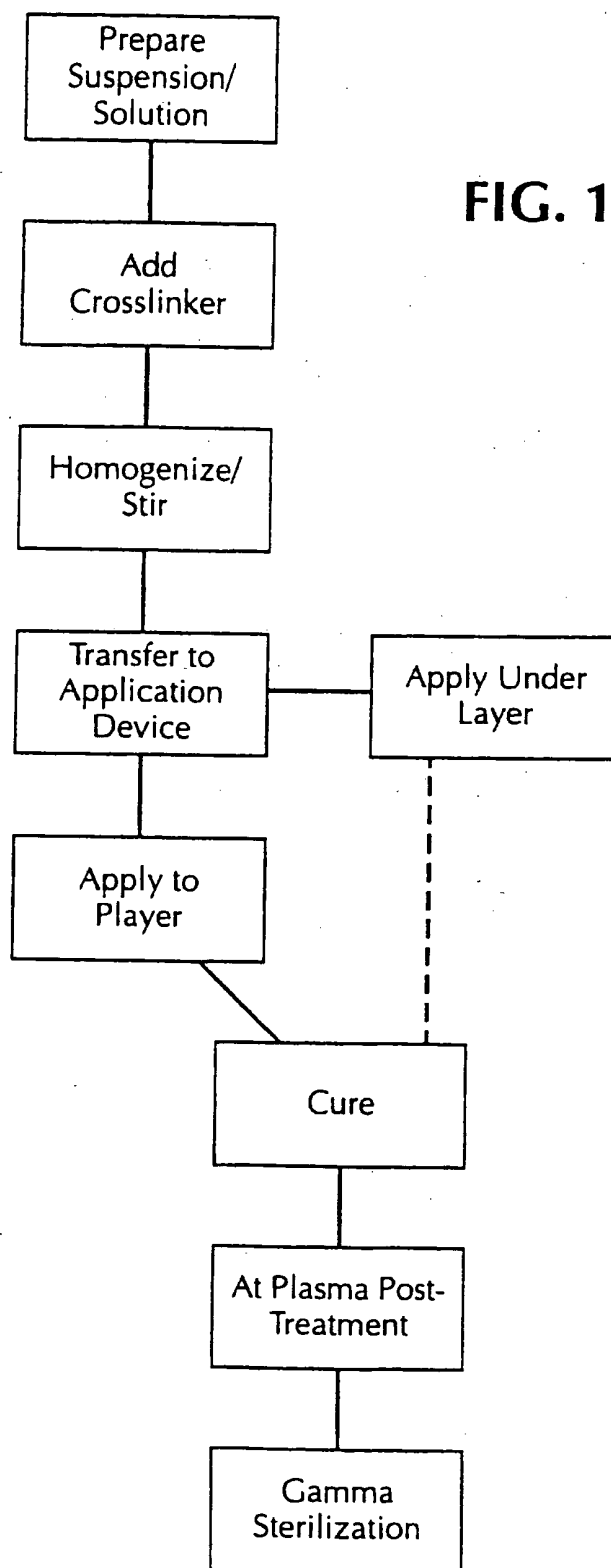 Prepare
Suspension/
Solution
FIG. 1
Add
Crosslinker
Homogenize/
Stir
Transfer to
Application
Device
Apply Under
Layer
Apply to
Player
Cure
At Plasma Post-
Treatment
Gamma
Sterilization